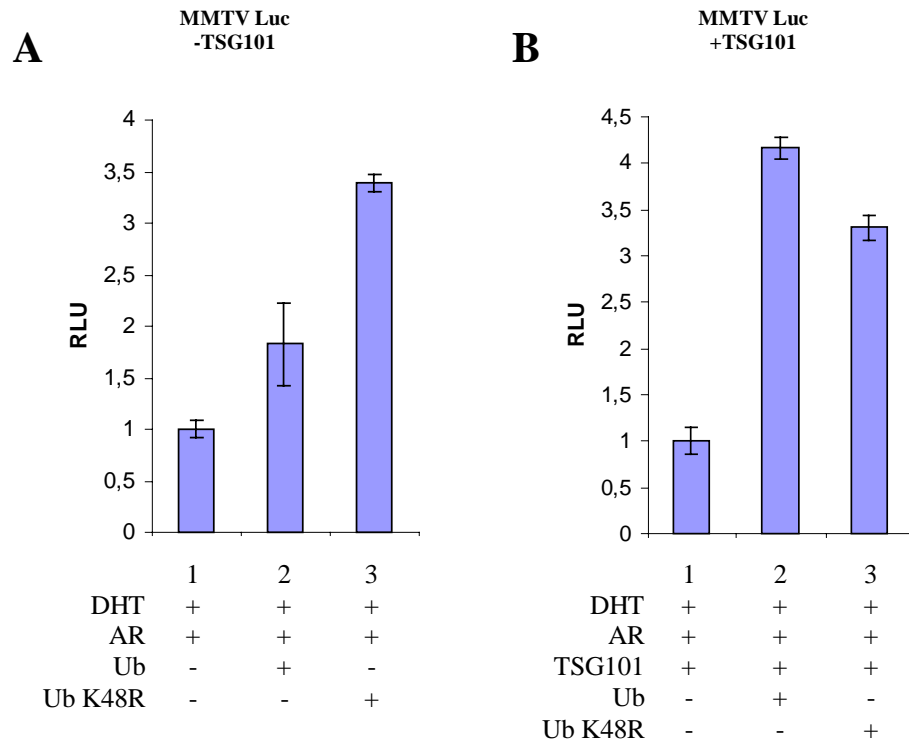 MMTV Luc
-TSG101
A
4
3,5
3
2,5
2
1,5
1
0,5
0
RLU
1 2 3
DHT + + +
AR + + +
Ub - + -
Ub K48R - - +
MMTV Luc
+TSG101
B
4,5
4
3,5
3
2,5
2
1,5
1
0,5
0
RLU
1 2 3
DHT + + +
AR + + +
TSG101 + + +
Ub - + -
Ub K48R - - +